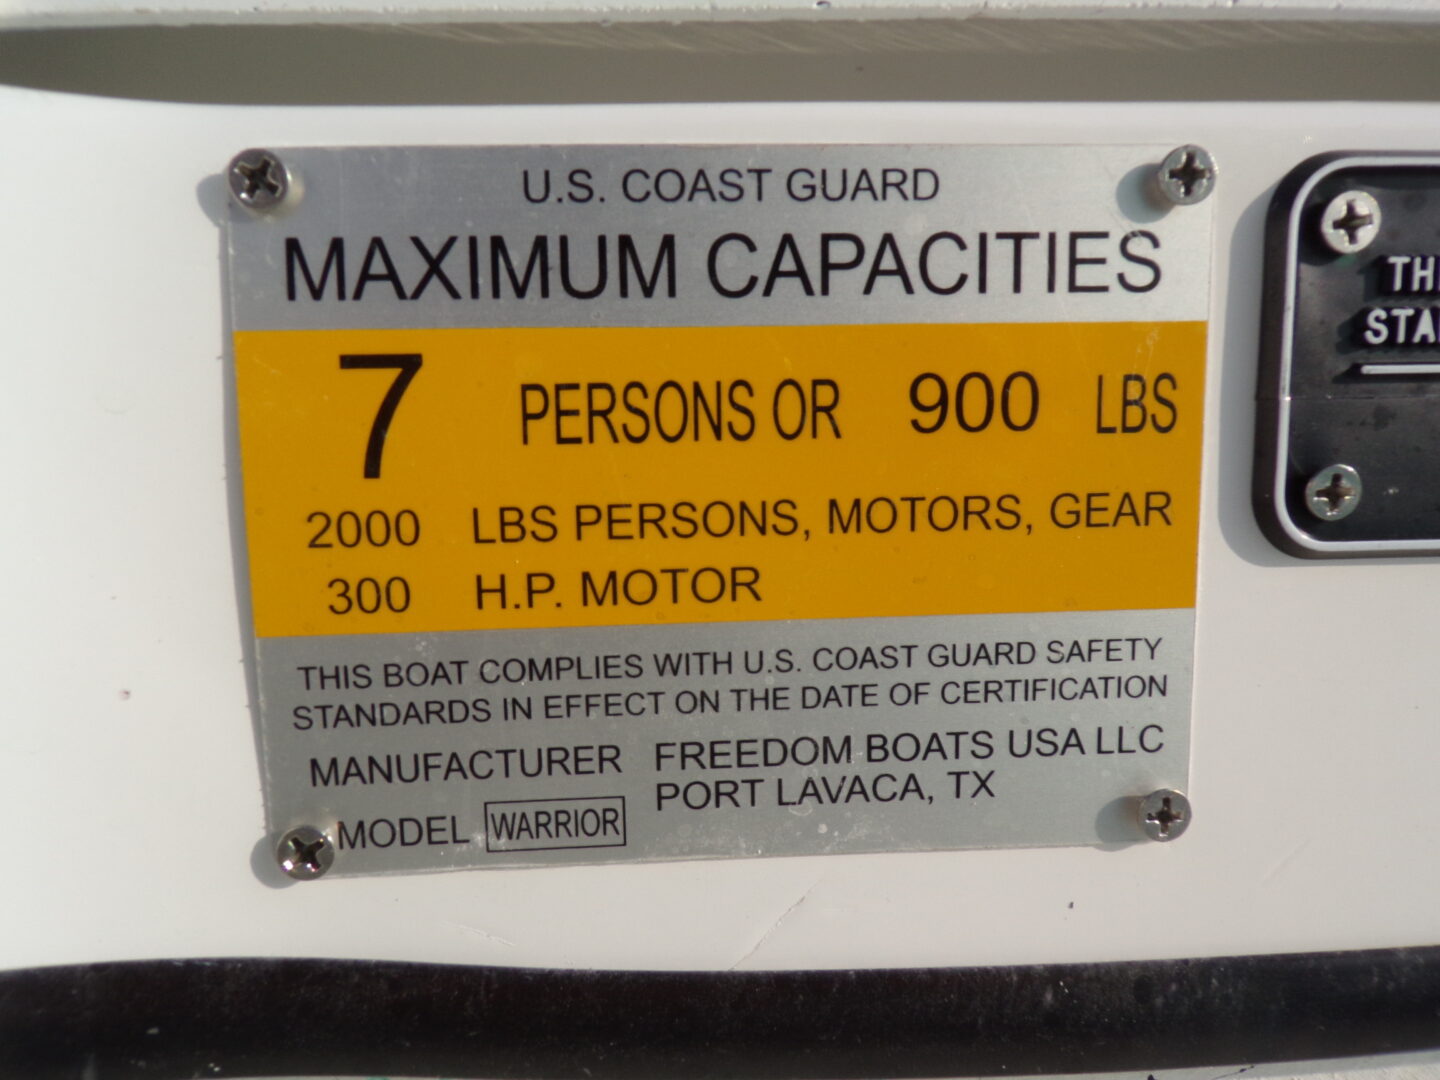 U.S. COAST GUARD
MAXIMUM CAPACITIES
7 PERSONS OR 900 LBS
2000 LBS PERSONS, MOTORS, GEAR
300 H.P. MOTOR
THIS BOAT COMPLIES WITH U.S. COAST GUARD SAFETY
STANDARDS IN EFFECT ON THE DATE OF CERTIFICATION
MANUFACTURER FREEDOM BOATS USA LLC
PORT LAVACA, TX
MODEL WARRIOR